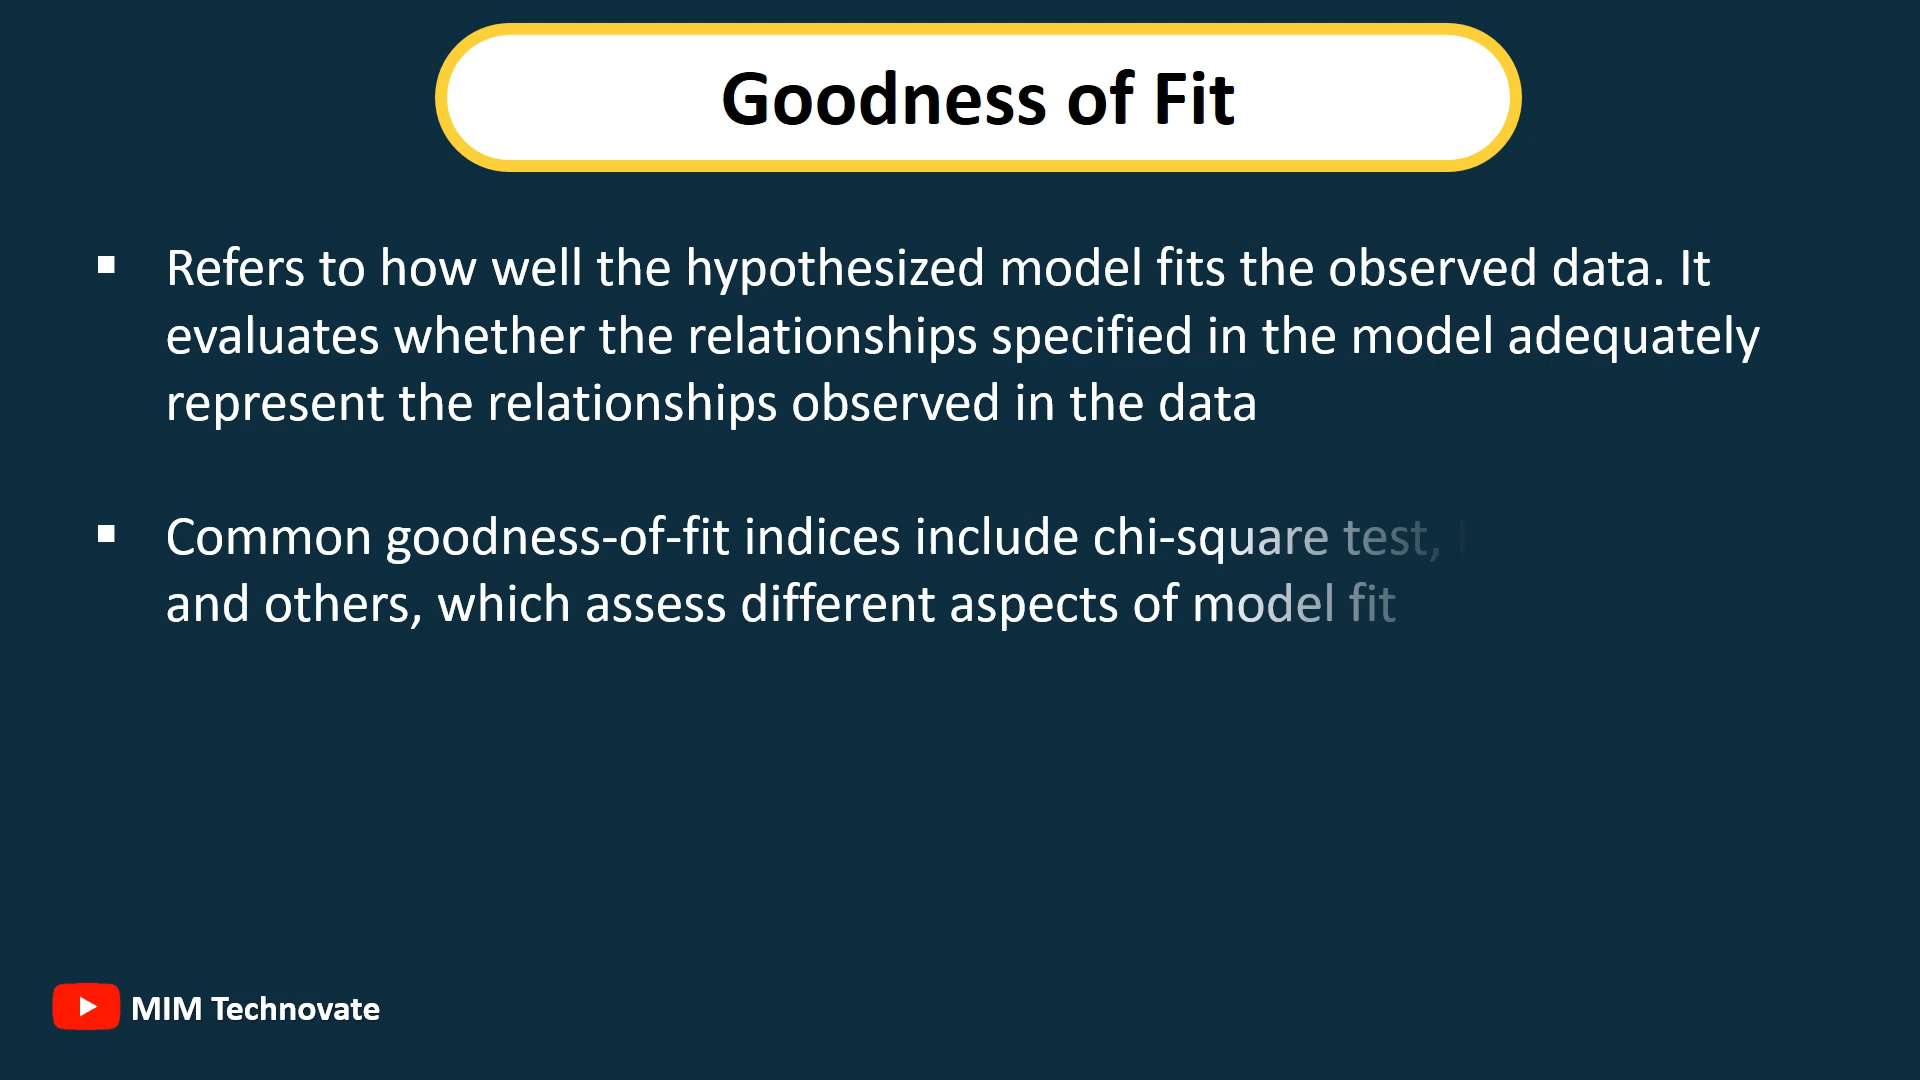 Goodness of Fit
▪ Refers to how well the hypothesized model fits the observed data. It
evaluates whether the relationships specified in the model adequately
represent the relationships observed in the data
▪ Common goodness-of-fit indices include chi-square test,
and others, which assess different aspects of model fit
MIM Technovate